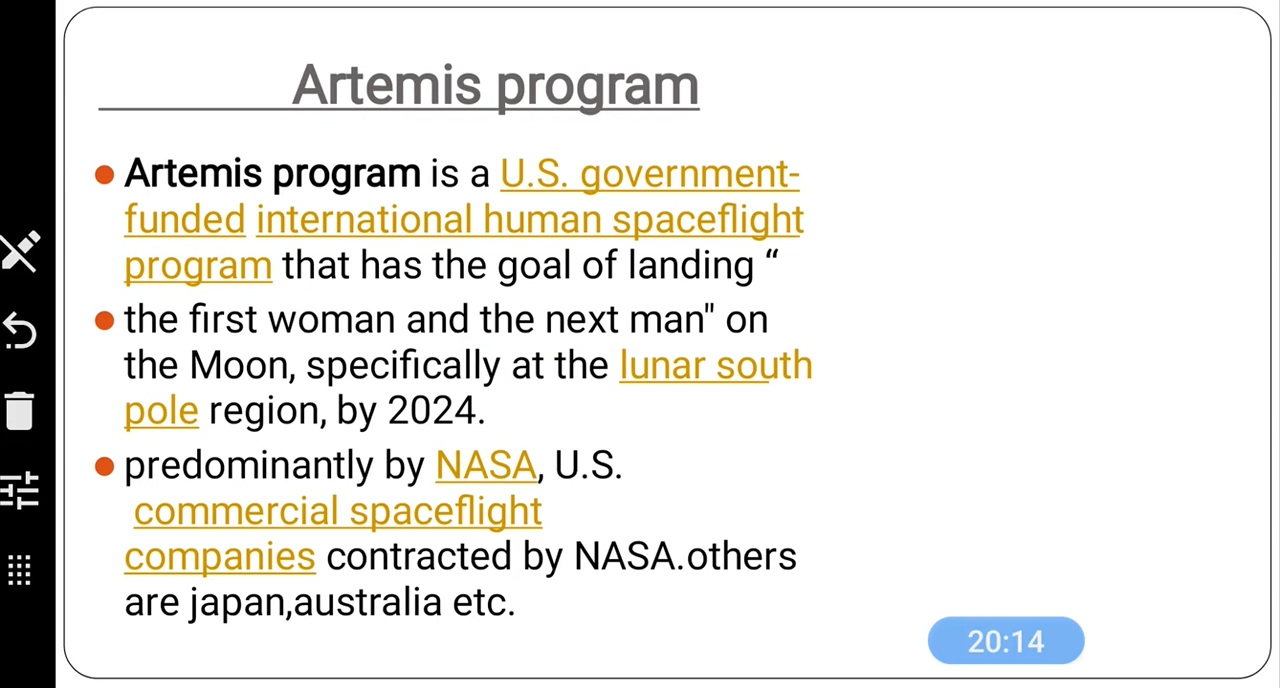 Artemis program
Artemis program is a U.S. government-
funded international human spaceflight
program that has the goal of landing “
the first woman and the next man" on
the Moon, specifically at the lunar south
pole region, by 2024.
predominantly by NASA, U.S.
commercial spaceflight
companies contracted by NASA.others
are japan,australia etc.
20:14